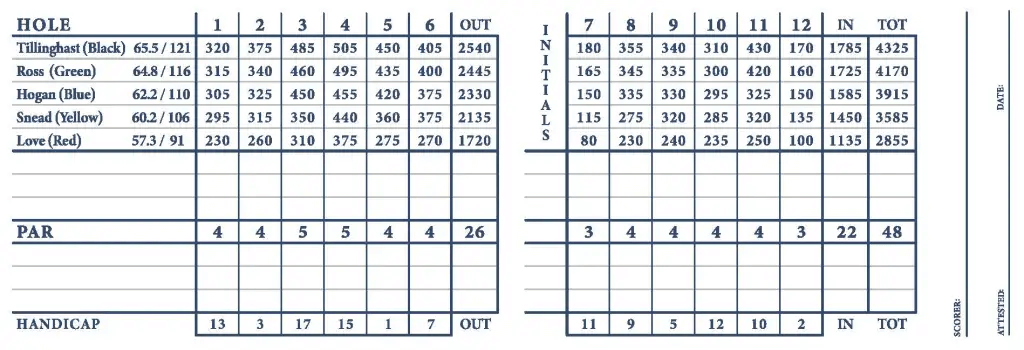 HOLE 1 2 3 4 5 6 OUT INITIALS 7 8 9 10 11 12 IN TOT
Tillinghast (Black) 65.5 / 121 320 375 485 505 450 405 2540 180 355 340 310 430 170 1785 4325
Ross (Green) 64.8 / 116 315 340 460 495 435 400 2445 165 345 335 300 420 160 1725 4170
Hogan (Blue) 62.2 / 110 305 325 450 455 420 375 2330 150 335 330 295 325 150 1585 3915
Snead (Yellow) 60.2 / 106 295 315 350 440 360 375 2135 115 275 320 285 320 135 1450 3585
Love (Red) 57.3 / 91 230 260 310 375 275 270 1720 80 230 240 235 250 100 1135 2855
PAR 4 4 5 5 4 4 26 3 4 4 4 4 3 22 48
HANDICAP 13 3 17 15 1 7 OUT 11 9 5 12 10 2 IN TOT
SCORER:
ATTESTED:
DATE: